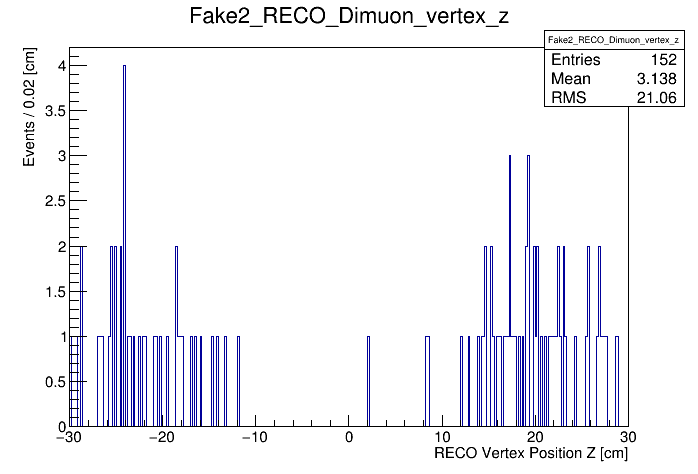 Fake2_RECO_Dimuon_vertex_z
Fake2_RECO_Dimuon_vertex_z
Entries 152
Mean 3.138
RMS 21.06
Events / 0.02 [cm]
4
3.5
3
2.5
2
1.5
1
0.5
0
−30 −20 −10 0 10 20 30
RECO Vertex Position Z [cm]